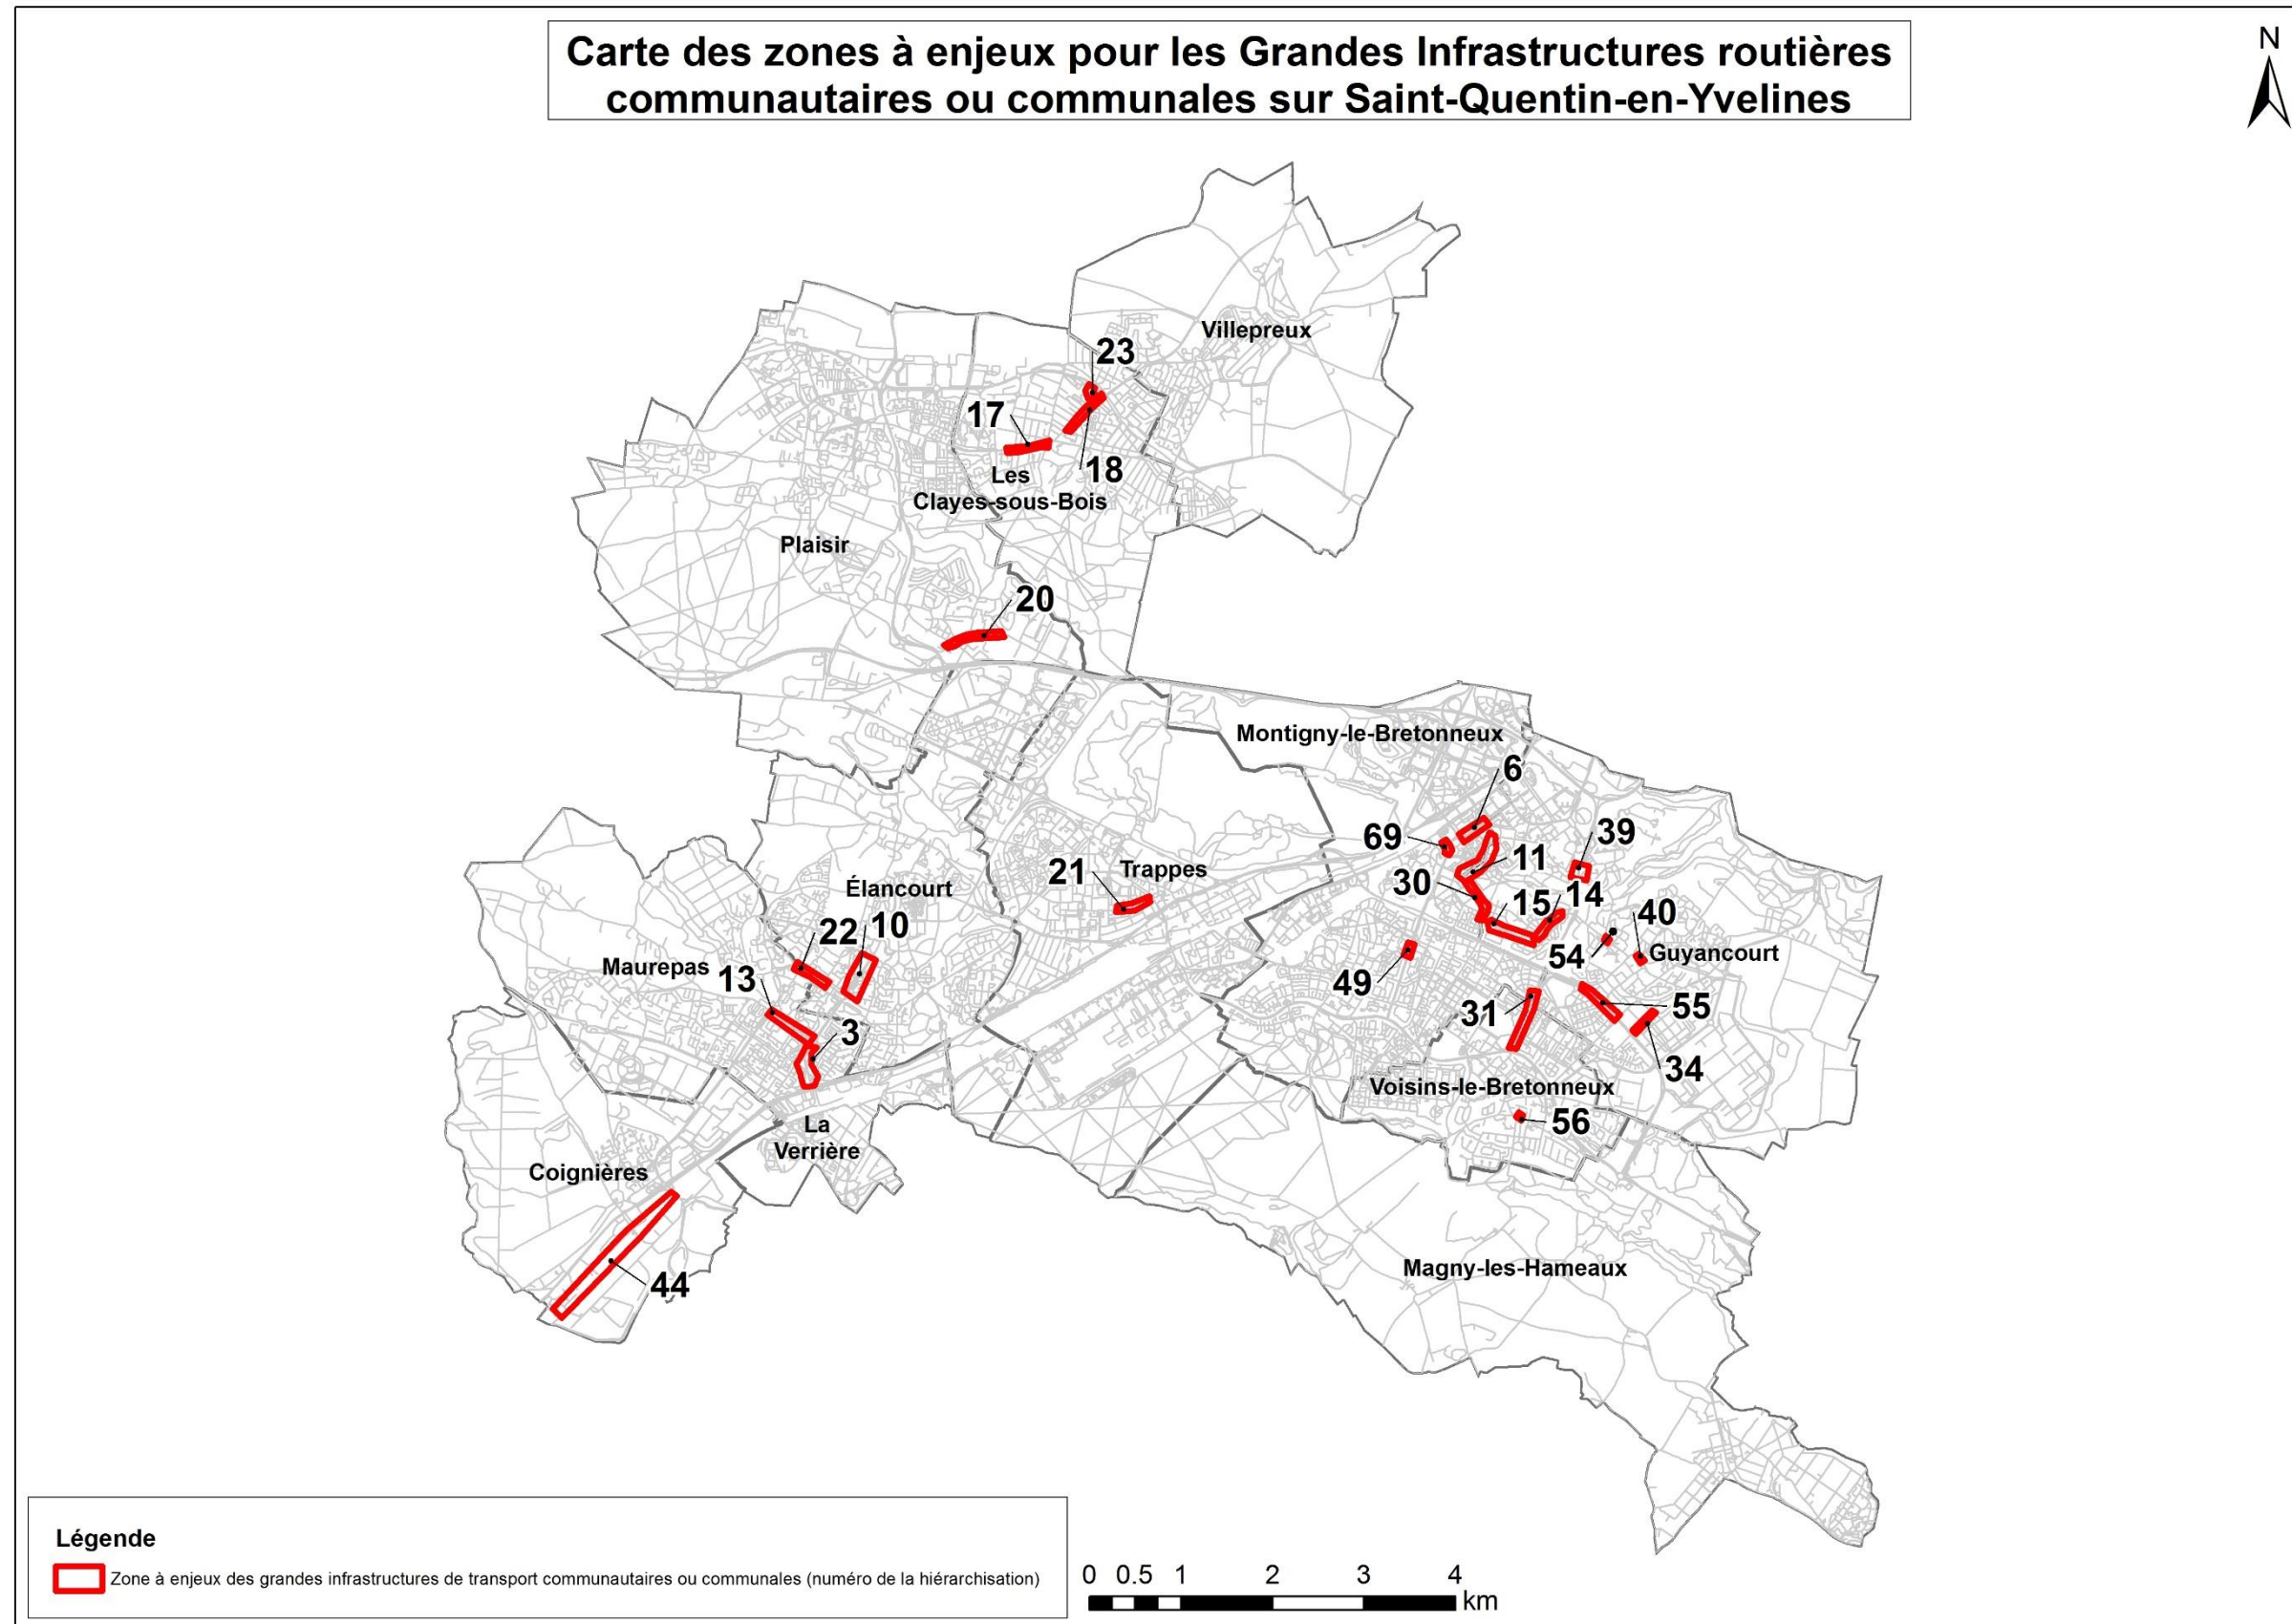 Carte des zones à enjeux pour les Grandes Infrastructures routières
communautaires ou communales sur Saint-Quentin-en-Yvelines
N
Villepreux
23
17
18
Les
Clayes-sous-Bois
Plaisir
20
Montigny-le-Bretonneux
6
69
39
11
21
Trappes
30
15
14
Élancourt
40
22
10
54
Guyancourt
Maurepas
13
49
55
31
3
34
Voisins-le-Bretonneux
56
La
Verrière
Coignières
44
Magny-les-Hameaux
Légende
Zone à enjeux des grandes infrastructures de transport communautaires ou communales (numéro de la hiérarchisation)
0 0.5 1 2 3 4
km